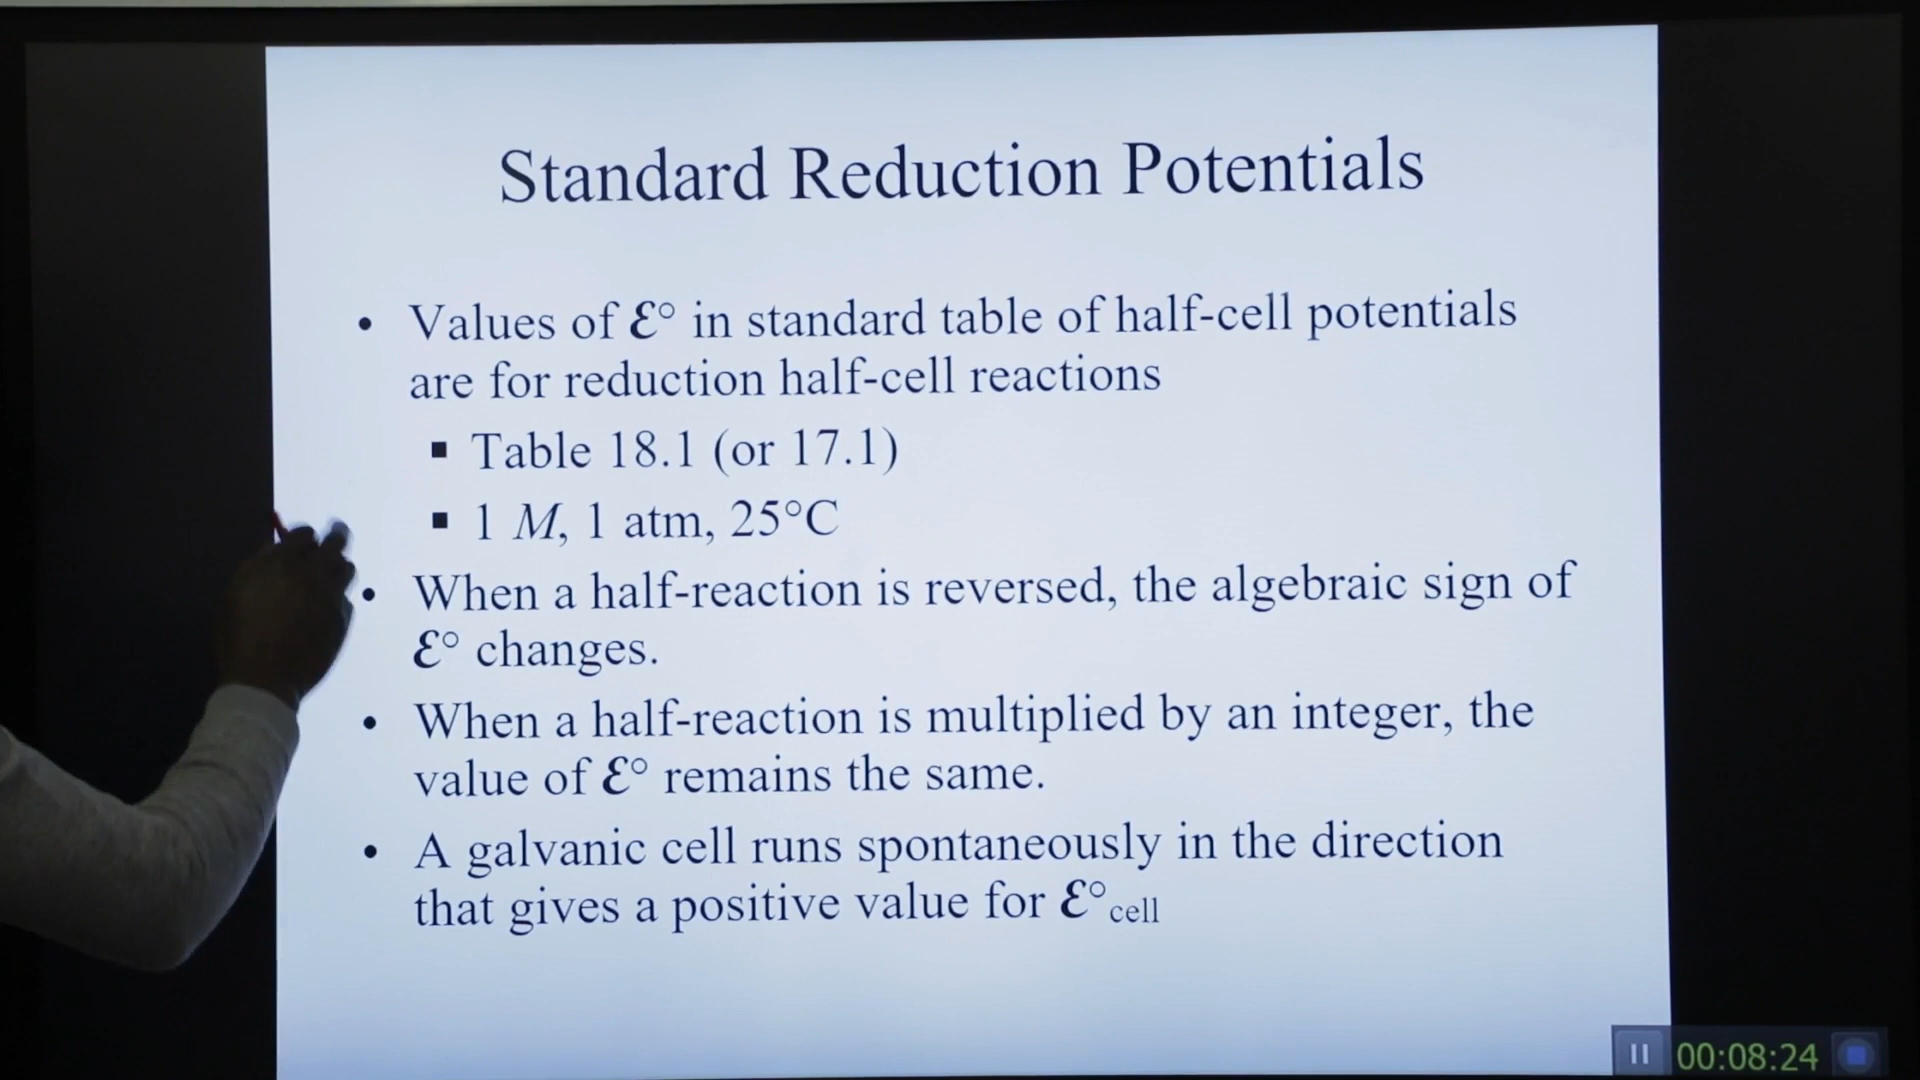 Standard Reduction Potentials
• Values of ℰ° in standard table of half-cell potentials
are for reduction half-cell reactions
▪ Table 18.1 (or 17.1)
▪ 1 M, 1 atm, 25°C
• When a half-reaction is reversed, the algebraic sign of
ℰ° changes.
• When a half-reaction is multiplied by an integer, the
value of ℰ° remains the same.
• A galvanic cell runs spontaneously in the direction
that gives a positive value for ℰ°cell
00:08:24